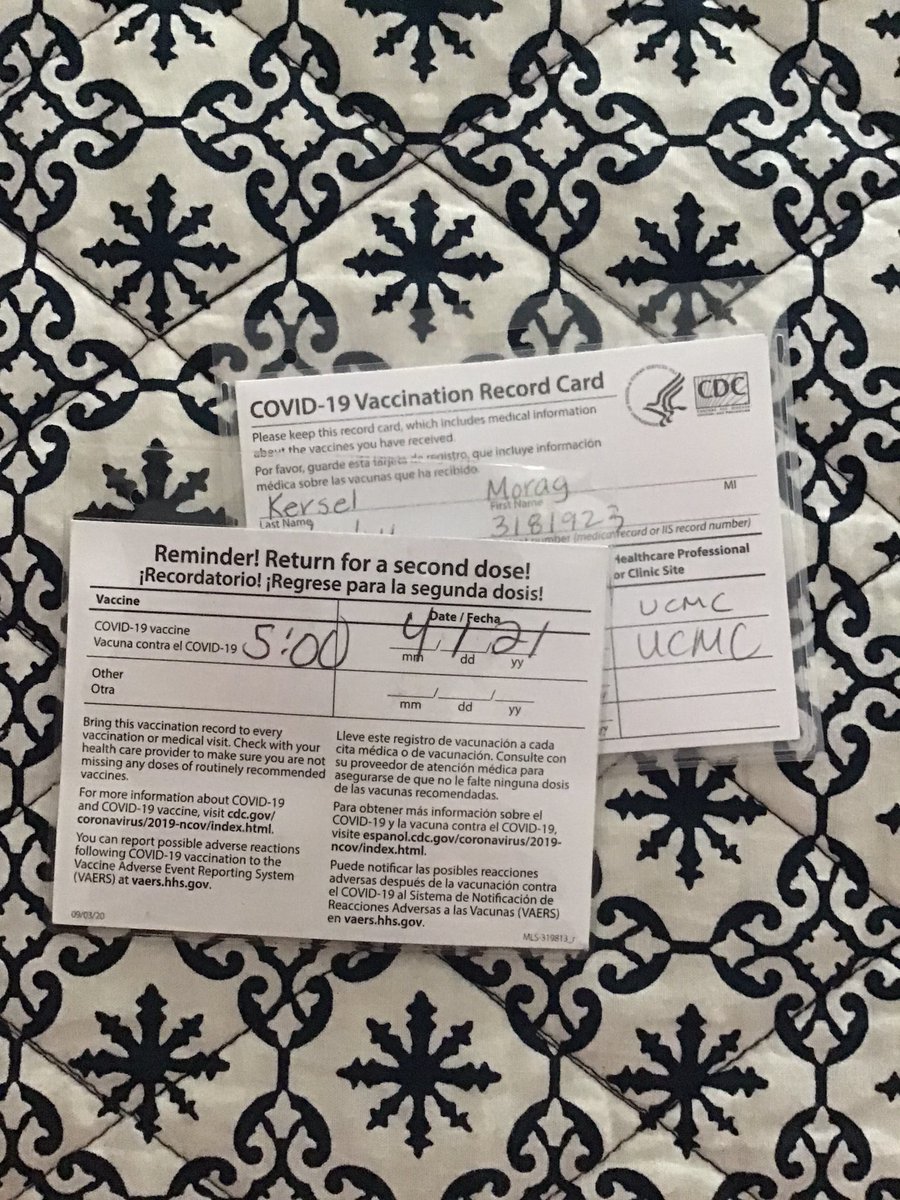 COVID-19 Vaccination Record Card
CDC
Please keep this record card, which includes medical information
about the vaccines you have received.
Por favor, guarde esta tarjeta de registro, que incluye información
médica sobre las vacunas que ha recibido.
Kersel Morag
Last Name First Name MI
3181923
number (medical record or IIS record number)
Healthcare Professional
or Clinic Site
UCMC
UCMC
Reminder! Return for a second dose!
¡Recordatorio! ¡Regrese para la segunda dosis!
Vaccine Date / Fecha
COVID-19 vaccine
Vacuna contra el COVID-19 5:00 4/1/21
mm dd yy
Other
Otra
mm dd yy
Bring this vaccination record to every
vaccination or medical visit. Check with your
health care provider to make sure you are not
missing any doses of routinely recommended
vaccines.
For more information about COVID-19
and COVID-19 vaccine, visit cdc.gov/
coronavirus/2019-ncov/index.html.
You can report possible adverse reactions
following COVID-19 vaccination to the
Vaccine Adverse Event Reporting System
(VAERS) at vaers.hhs.gov.
09/03/20
Lleve este registro de vacunación a cada
cita médica o de vacunación. Consulte con
su proveedor de atención médica para
asegurarse de que no le falte ninguna dosis
de las vacunas recomendadas.
Para obtener más información sobre el
COVID-19 y la vacuna contra el COVID-19,
visite espanol.cdc.gov/coronavirus/2019-
ncov/index.html.
Puede notificar las posibles reacciones
adversas después de la vacunación contra
el COVID-19 al Sistema de Notificación de
Reacciones Adversas a las Vacunas (VAERS)
en vaers.hhs.gov.
MLS-319813_r